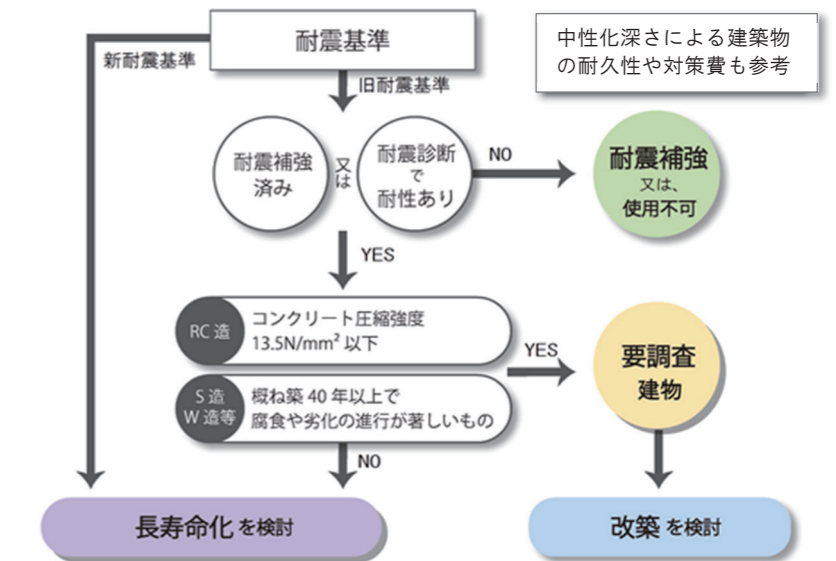 耐震基準
中性化深さによる建築物
の耐久性や対策費も参考
新耐震基準
旧耐震基準
耐震補強
済み
又は
耐震診断
で
耐性あり
NO
耐震補強
又は、
使用不可
YES
RC 造
コンクリート圧縮強度
13.5N/mm² 以下
S 造
W 造等
概ね築 40 年以上で
腐食や劣化の進行が著しいもの
YES
要調査
建物
NO
長寿命化 を検討
改築 を検討